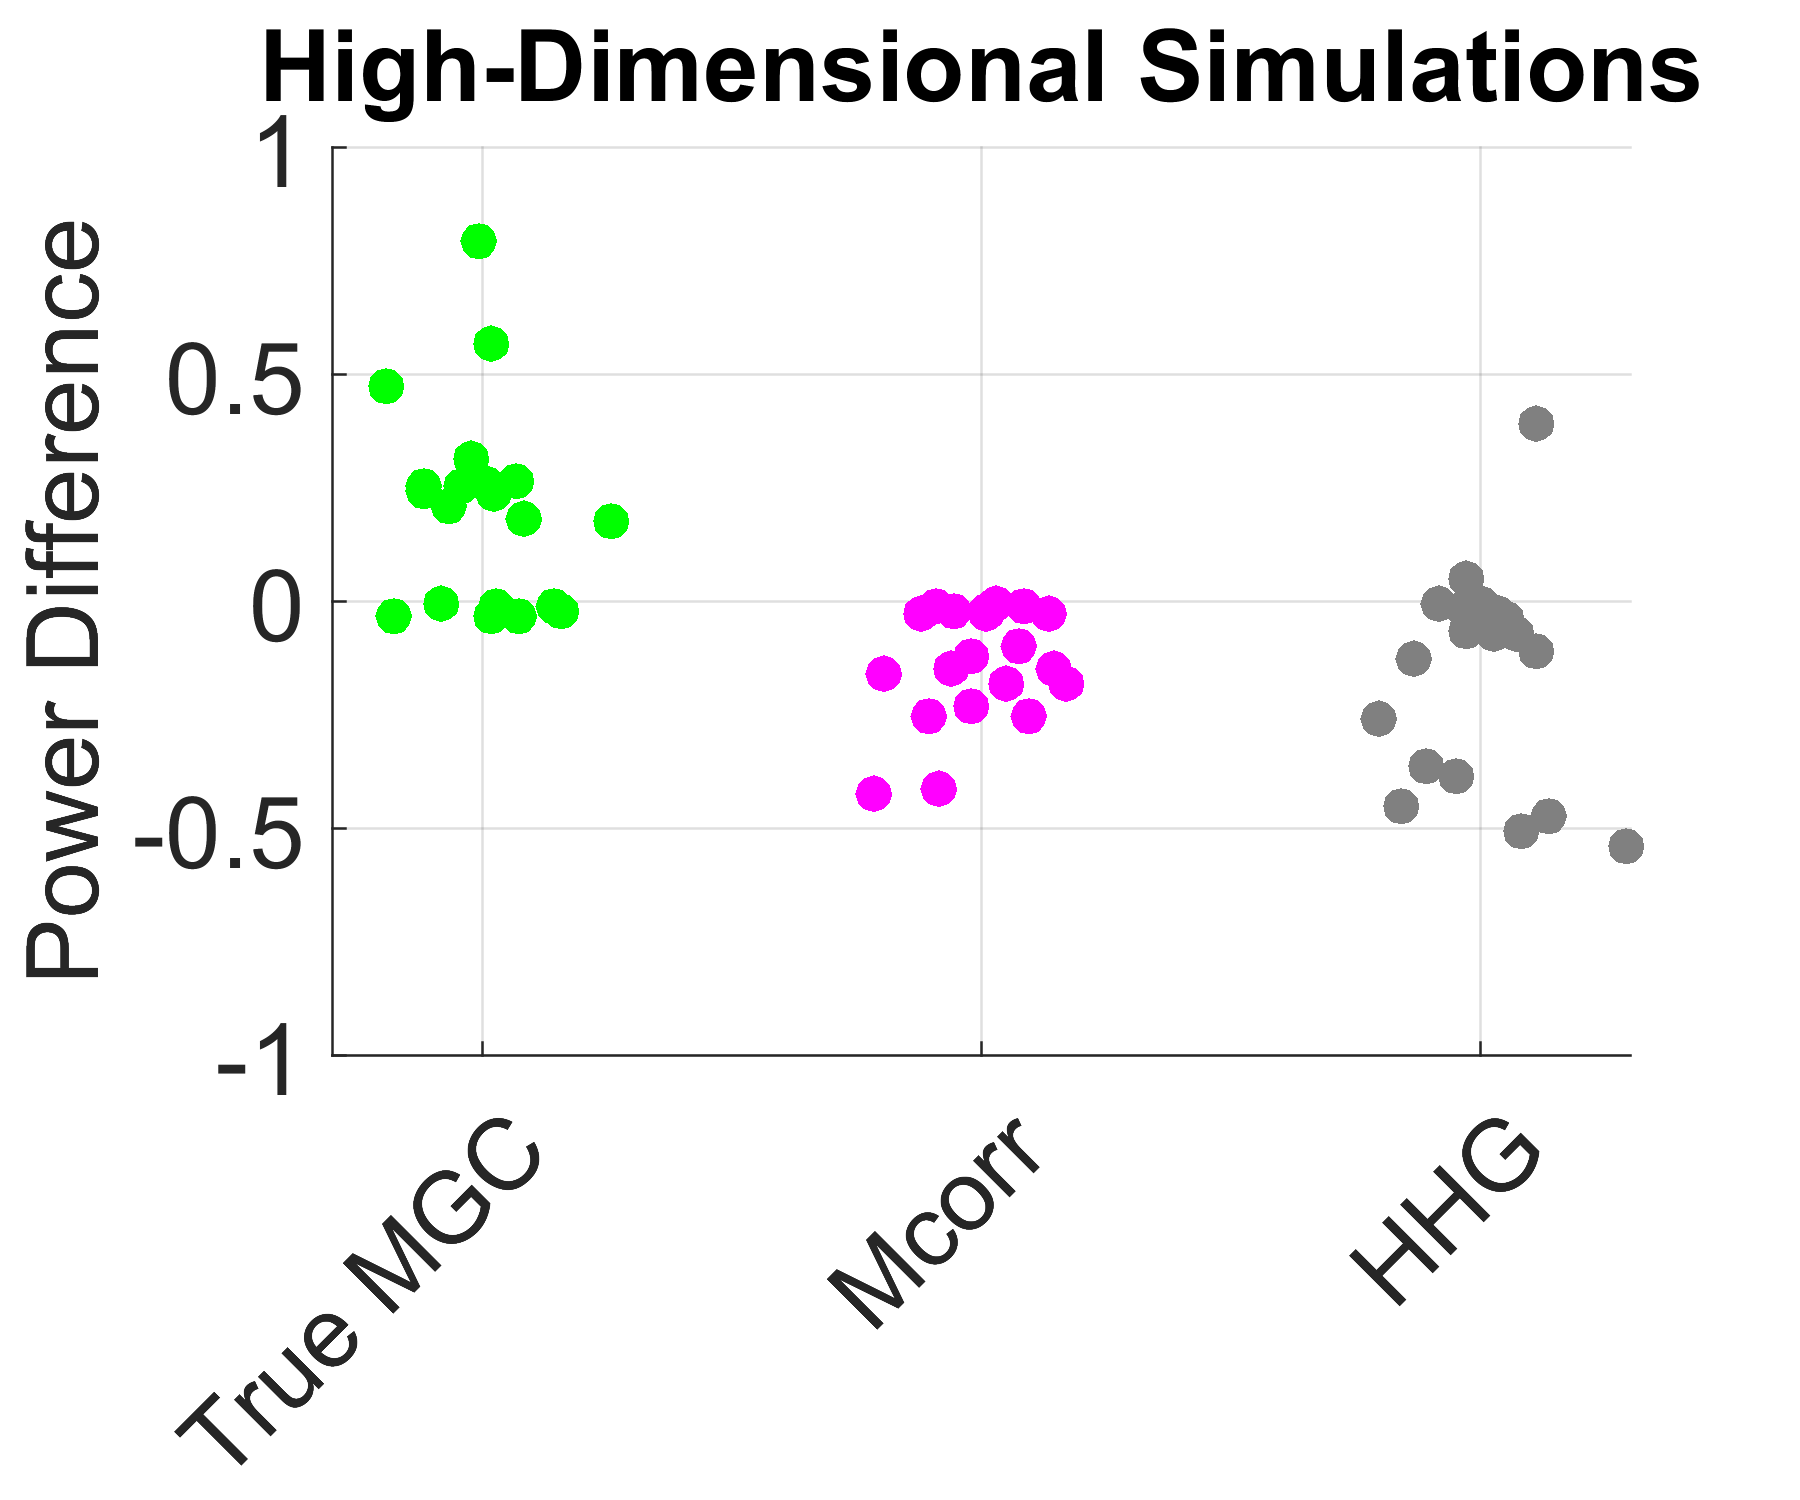 High-Dimensional Simulations
Power Difference
1
0.5
0
-0.5
-1
True MGC
Mcorr
HHG